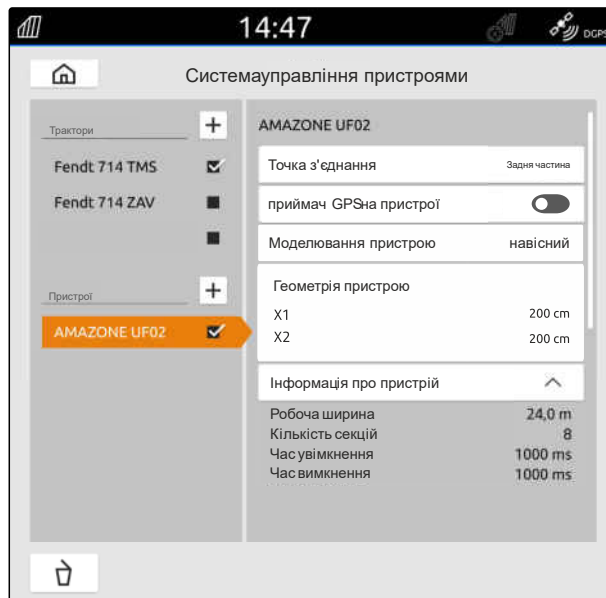 14:47
DGPS
Системауправління пристроями
Трактори
Fendt 714 TMS
Fendt 714 ZAV
Пристрої
AMAZONE UF02
AMAZONE UF02
Точка з'єднання Задня частина
приймач GPSна пристрої
Моделювання пристрою навісний
Геометрія пристрою
X1 200 cm
X2 200 cm
Інформація про пристрій
Робоча ширина 24,0 m
Кількість секцій 8
Час увімкнення 1000 ms
Час вимкнення 1000 ms